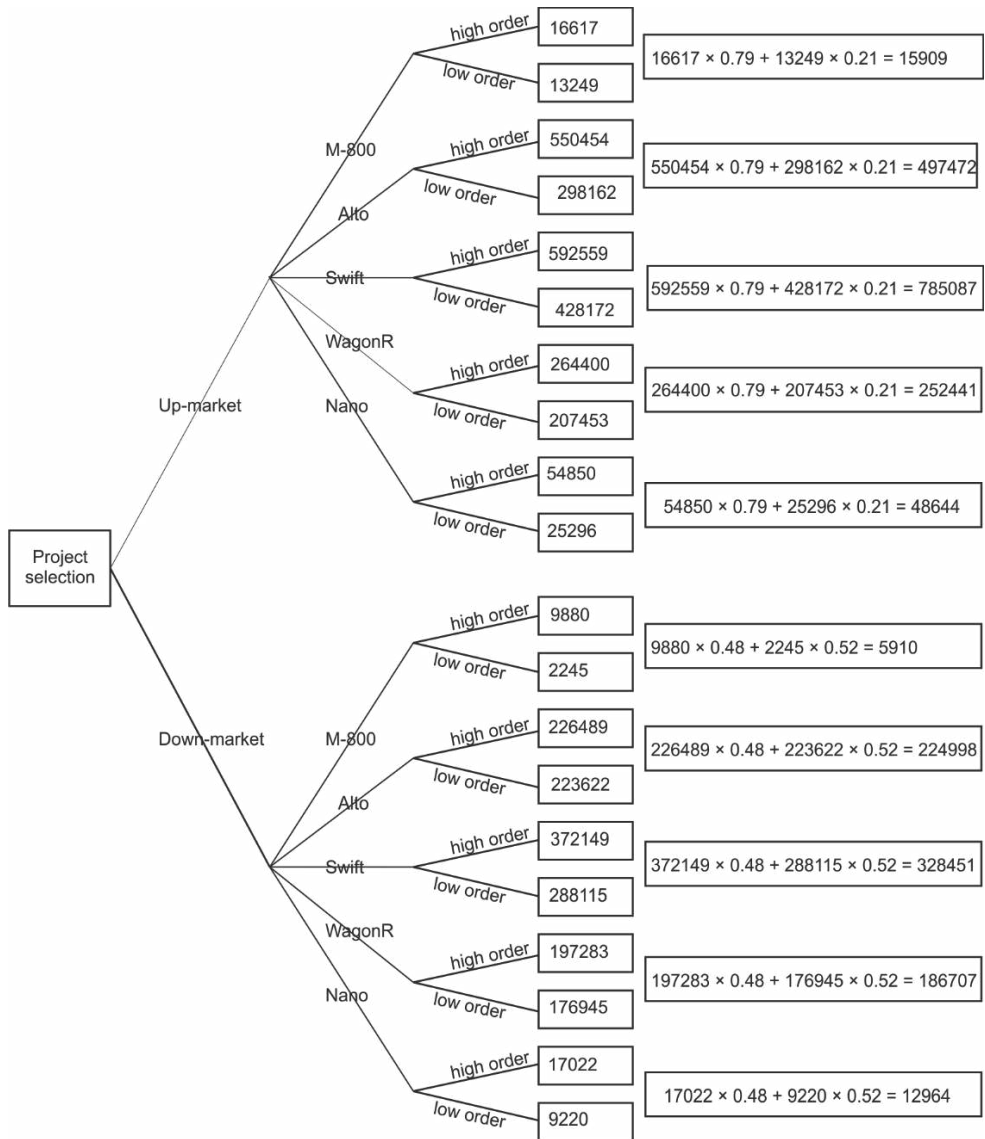 high order
16617
16617 × 0.79 + 13249 × 0.21 = 15909
low order
13249
M-800
high order
550454
550454 × 0.79 + 298162 × 0.21 = 497472
low order
298162
Alto
high order
592559
592559 × 0.79 + 428172 × 0.21 = 785087
Swift
low order
428172
WagonR
high order
264400
264400 × 0.79 + 207453 × 0.21 = 252441
Up-market
Nano
low order
207453
high order
54850
54850 × 0.79 + 25296 × 0.21 = 48644
low order
25296
Project
selection
high order
9880
9880 × 0.48 + 2245 × 0.52 = 5910
low order
2245
Down-market
M-800
high order
226489
226489 × 0.48 + 223622 × 0.52 = 224998
low order
223622
Alto
high order
372149
372149 × 0.48 + 288115 × 0.52 = 328451
Swift
low order
288115
WagonR
high order
197283
197283 × 0.48 + 176945 × 0.52 = 186707
Nano
low order
176945
high order
17022
17022 × 0.48 + 9220 × 0.52 = 12964
low order
9220